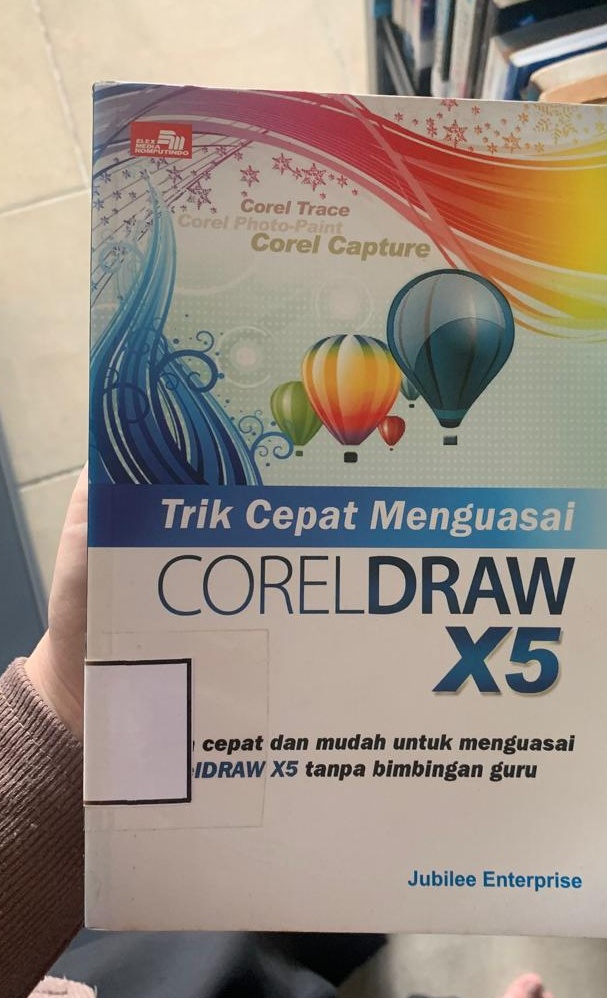 ELEX
MEDIA
KOMPUTINDO
Corel Trace
Corel Photo-Paint
Corel Capture
Trik Cepat Menguasai
CORELDRAW
X5
cepat dan mudah untuk menguasai
elDRAW X5 tanpa bimbingan guru
Jubilee Enterprise